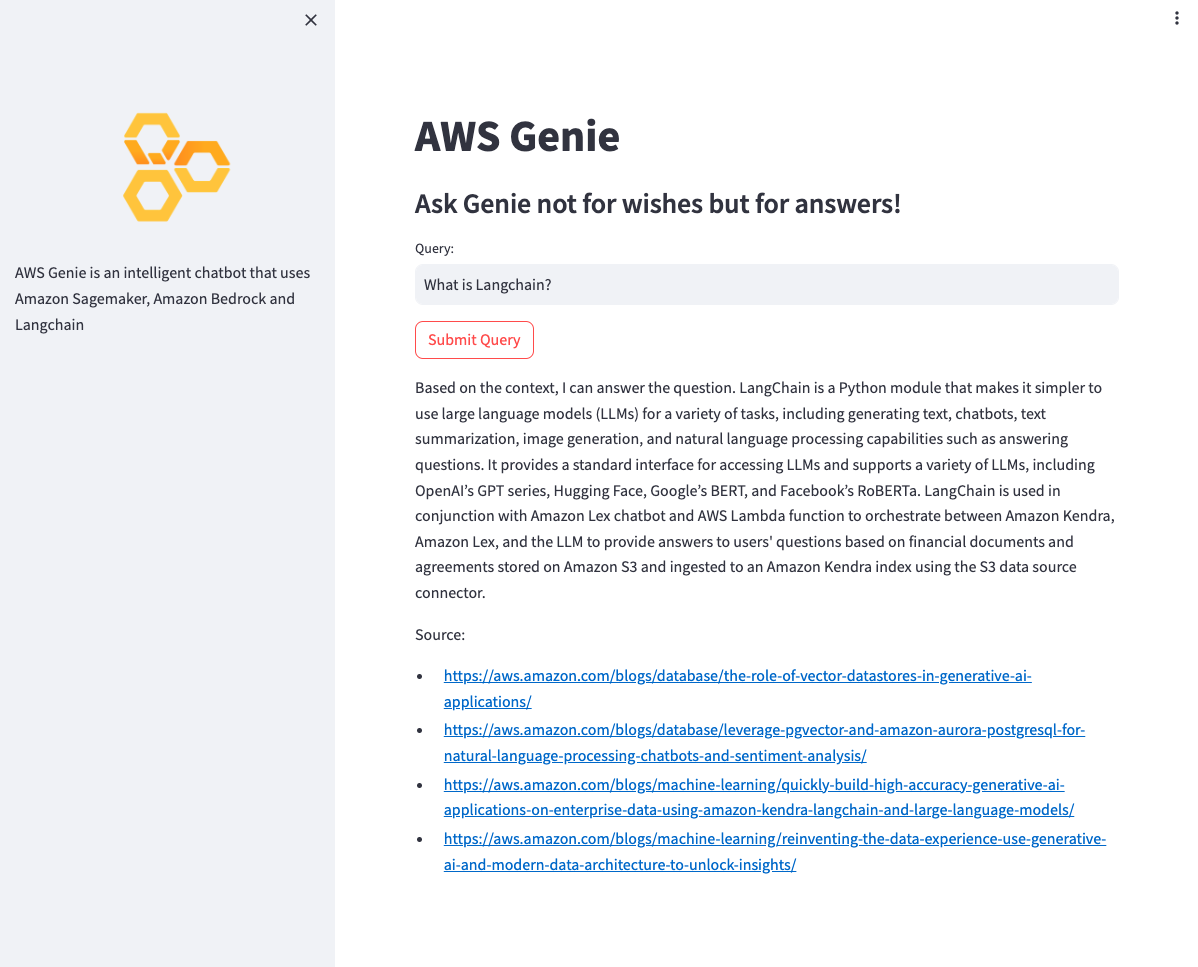 AWS Genie is an intelligent chatbot that uses
Amazon Sagemaker, Amazon Bedrock and
Langchain
AWS Genie
Ask Genie not for wishes but for answers!
Query:
What is Langchain?
Submit Query
Based on the context, I can answer the question. LangChain is a Python module that makes it simpler to
use large language models (LLMs) for a variety of tasks, including generating text, chatbots, text
summarization, image generation, and natural language processing capabilities such as answering
questions. It provides a standard interface for accessing LLMs and supports a variety of LLMs, including
OpenAI’s GPT series, Hugging Face, Google’s BERT, and Facebook’s RoBERTa. LangChain is used in
conjunction with Amazon Lex chatbot and AWS Lambda function to orchestrate between Amazon Kendra,
Amazon Lex, and the LLM to provide answers to users' questions based on financial documents and
agreements stored on Amazon S3 and ingested to an Amazon Kendra index using the S3 data source
connector.
Source:
• https://aws.amazon.com/blogs/database/the-role-of-vector-datastores-in-generative-ai-
applications/
• https://aws.amazon.com/blogs/database/leverage-pgvector-and-amazon-aurora-postgresql-for-
natural-language-processing-chatbots-and-sentiment-analysis/
• https://aws.amazon.com/blogs/machine-learning/quickly-build-high-accuracy-generative-ai-
applications-on-enterprise-data-using-amazon-kendra-langchain-and-large-language-models/
• https://aws.amazon.com/blogs/machine-learning/reinventing-the-data-experience-use-generative-
ai-and-modern-data-architecture-to-unlock-insights/